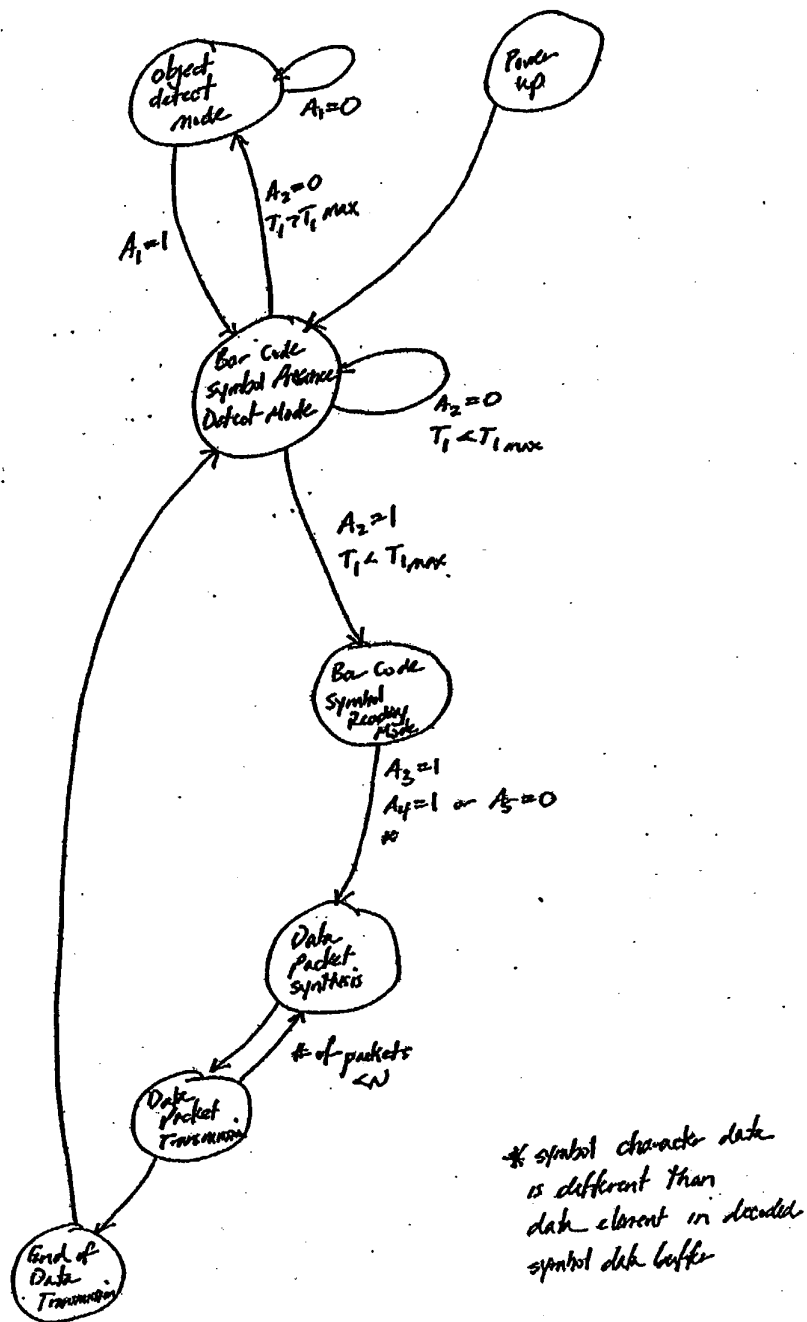 object
detect
mode
A₁=0
Power
up
A₁=1
A₂=0
T₁>T₁ max
Bar Code
Symbol Presence
Detect Mode
A₂=0
T₁<T₁ max
A₂=1
T₁<T₁ max.
Bar Code
Symbol
Reading
Mode
A₃=1
A₄=1 or A₅=0
*
Data
Packet
synthesis
# of packets
<N
Data
Packet
Transmission
End of
Data
Transmission
* symbol character data
is different than
data element in decoded
symbol data buffer